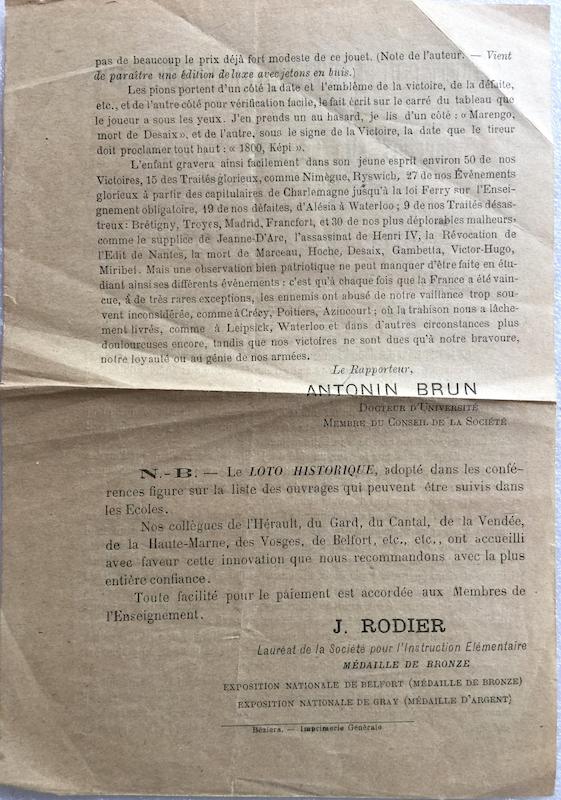 pas de beaucoup le prix déjà fort modeste de ce jouet. (Note de l'auteur. — Vient
de paraître une édition de luxe avec jetons en buis.)
Les pions portent d'un côté la date et l'emblème de la victoire, de la défaite,
etc., et de l'autre côté pour vérification facile, le fait écrit sur le carré du tableau que
le joueur a sous les yeux. J'en prends un au hasard, je lis d'un côté : « Marengo,
mort de Desaix », et de l'autre, sous le signe de la Victoire, la date que le tireur
doit proclamer tout haut : « 1800, Képi ».
L'enfant gravera ainsi facilement dans son jeune esprit environ 50 de nos
Victoires, 15 des Traités glorieux, comme Nimègue, Ryswich, 27 de nos Événements
glorieux à partir des capitulaires de Charlemagne jusqu'à la loi Ferry sur l'Ensei-
gnement obligatoire, 19 de nos défaites, d'Alésia à Waterloo ; 9 de nos Traités désas-
treux: Brétigny, Troyes, Madrid, Francfort, et 30 de nos plus déplorables malheurs,
comme le supplice de Jeanne-D'Arc, l'assassinat de Henri IV, la Révocation de
l'Edit de Nantes, la mort de Marceau, Hoche, Desaix, Gambetta, Victor-Hugo,
Miribel. Mais une observation bien patriotique ne peut manquer d'être faite en étu-
diant ainsi ses différents événements : c'est qu'à chaque fois que la France a été vain-
cue, à de très rares exceptions, les ennemis ont abusé de notre vaillance trop sou-
vent inconsidérée, comme à Crécy, Poitiers, Azincourt ; où la trahison nous a lâche-
ment livrés, comme à Leipsick, Waterloo et dans d'autres circonstances plus
douloureuses encore, tandis que nos victoires ne sont dues qu'à notre bravoure,
notre loyauté ou au génie de nos armées.
Le Rapporteur,
ANTONIN BRUN
DOCTEUR D'UNIVERSITÉ
MEMBRE DU CONSEIL DE LA SOCIÉTÉ
N.-B. — Le LOTO HISTORIQUE, adopté dans les confé-
rences figure sur la liste des ouvrages qui peuvent être suivis dans
les Ecoles.
Nos collègues de l'Hérault, du Gard, du Cantal, de la Vendée,
de la Haute-Marne, des Vosges, de Belfort, etc., etc., ont accueilli
avec faveur cette innovation que nous recommandons avec la plus
entière confiance.
Toute facilité pour le paiement est accordée aux Membres de
l'Enseignement.
J. RODIER
Lauréat de la Société pour l'Instruction Elémentaire
MÉDAILLE DE BRONZE
EXPOSITION NATIONALE DE BELFORT (MÉDAILLE DE BRONZE)
EXPOSITION NATIONALE DE GRAY (MÉDAILLE D'ARGENT)
Béziers. — Imprimerie Générale